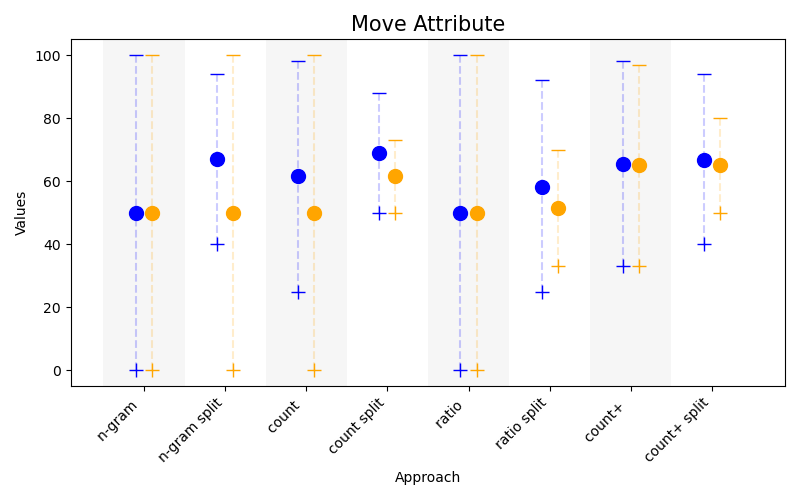 Move Attribute
Values
100
80
60
40
20
0
n-gram
n-gram split
count
count split
ratio
ratio split
count+
count+ split
Approach